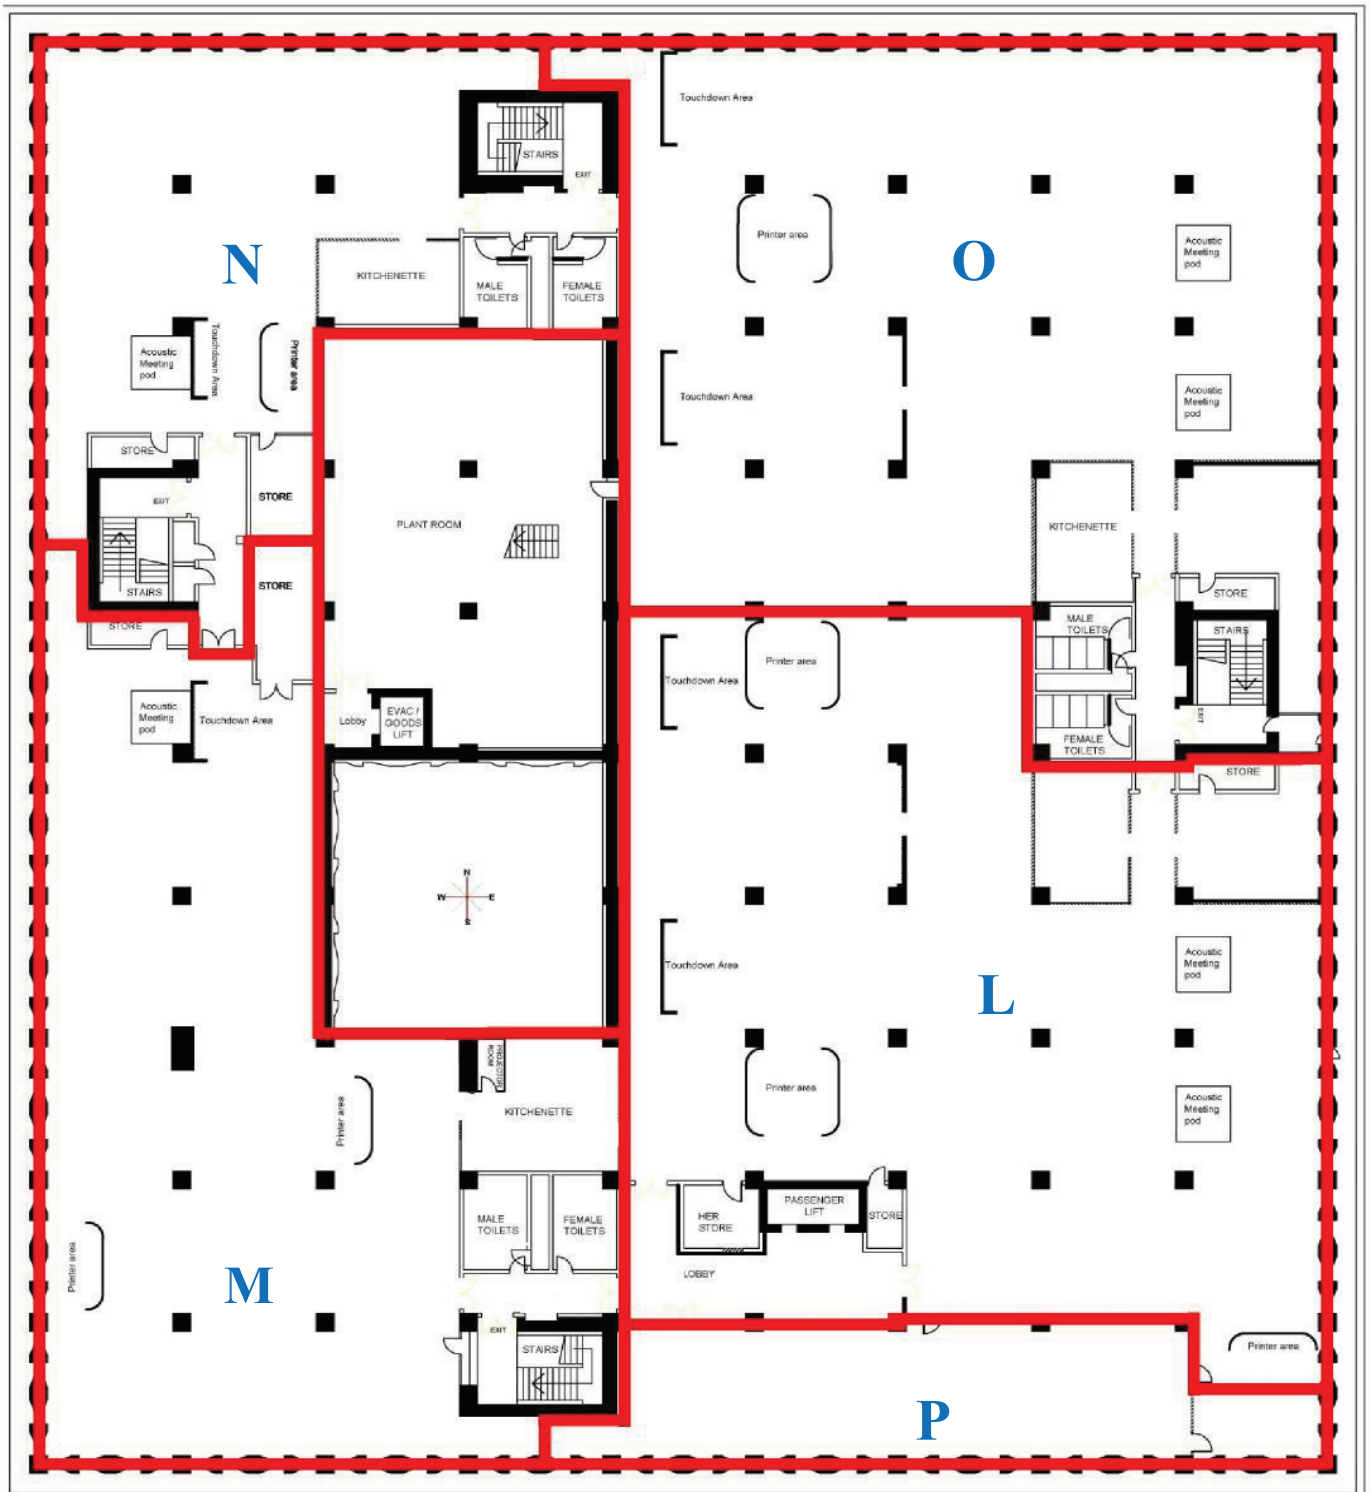 Touchdown Area
STAIRS
EXIT
N
Printer area
O
Acoustic
Meeting
pod
KITCHENETTE
MALE
TOILETS
FEMALE
TOILETS
Acoustic
Meeting
pod
Touchdown Area
Printer area
Touchdown Area
Acoustic
Meeting
pod
STORE
EXIT
STORE
PLANT ROOM
KITCHENETTE
STAIRS
STORE
STORE
STORE
MALE
TOILETS
STAIRS
Touchdown Area
Printer area
Acoustic
Meeting
pod
Touchdown Area
Lobby
EVAC /
GOODS
LIFT
FEMALE
TOILETS
EXIT
STORE
N
W
E
S
Touchdown Area
Acoustic
Meeting
pod
L
PROJECTOR
ROOM
KITCHENETTE
Printer area
Printer area
Acoustic
Meeting
pod
MALE
TOILETS
FEMALE
TOILETS
HER
STORE
PASSENGER
LIFT
STORE
Printer area
M
LOBBY
EXIT
STAIRS
Printer area
P